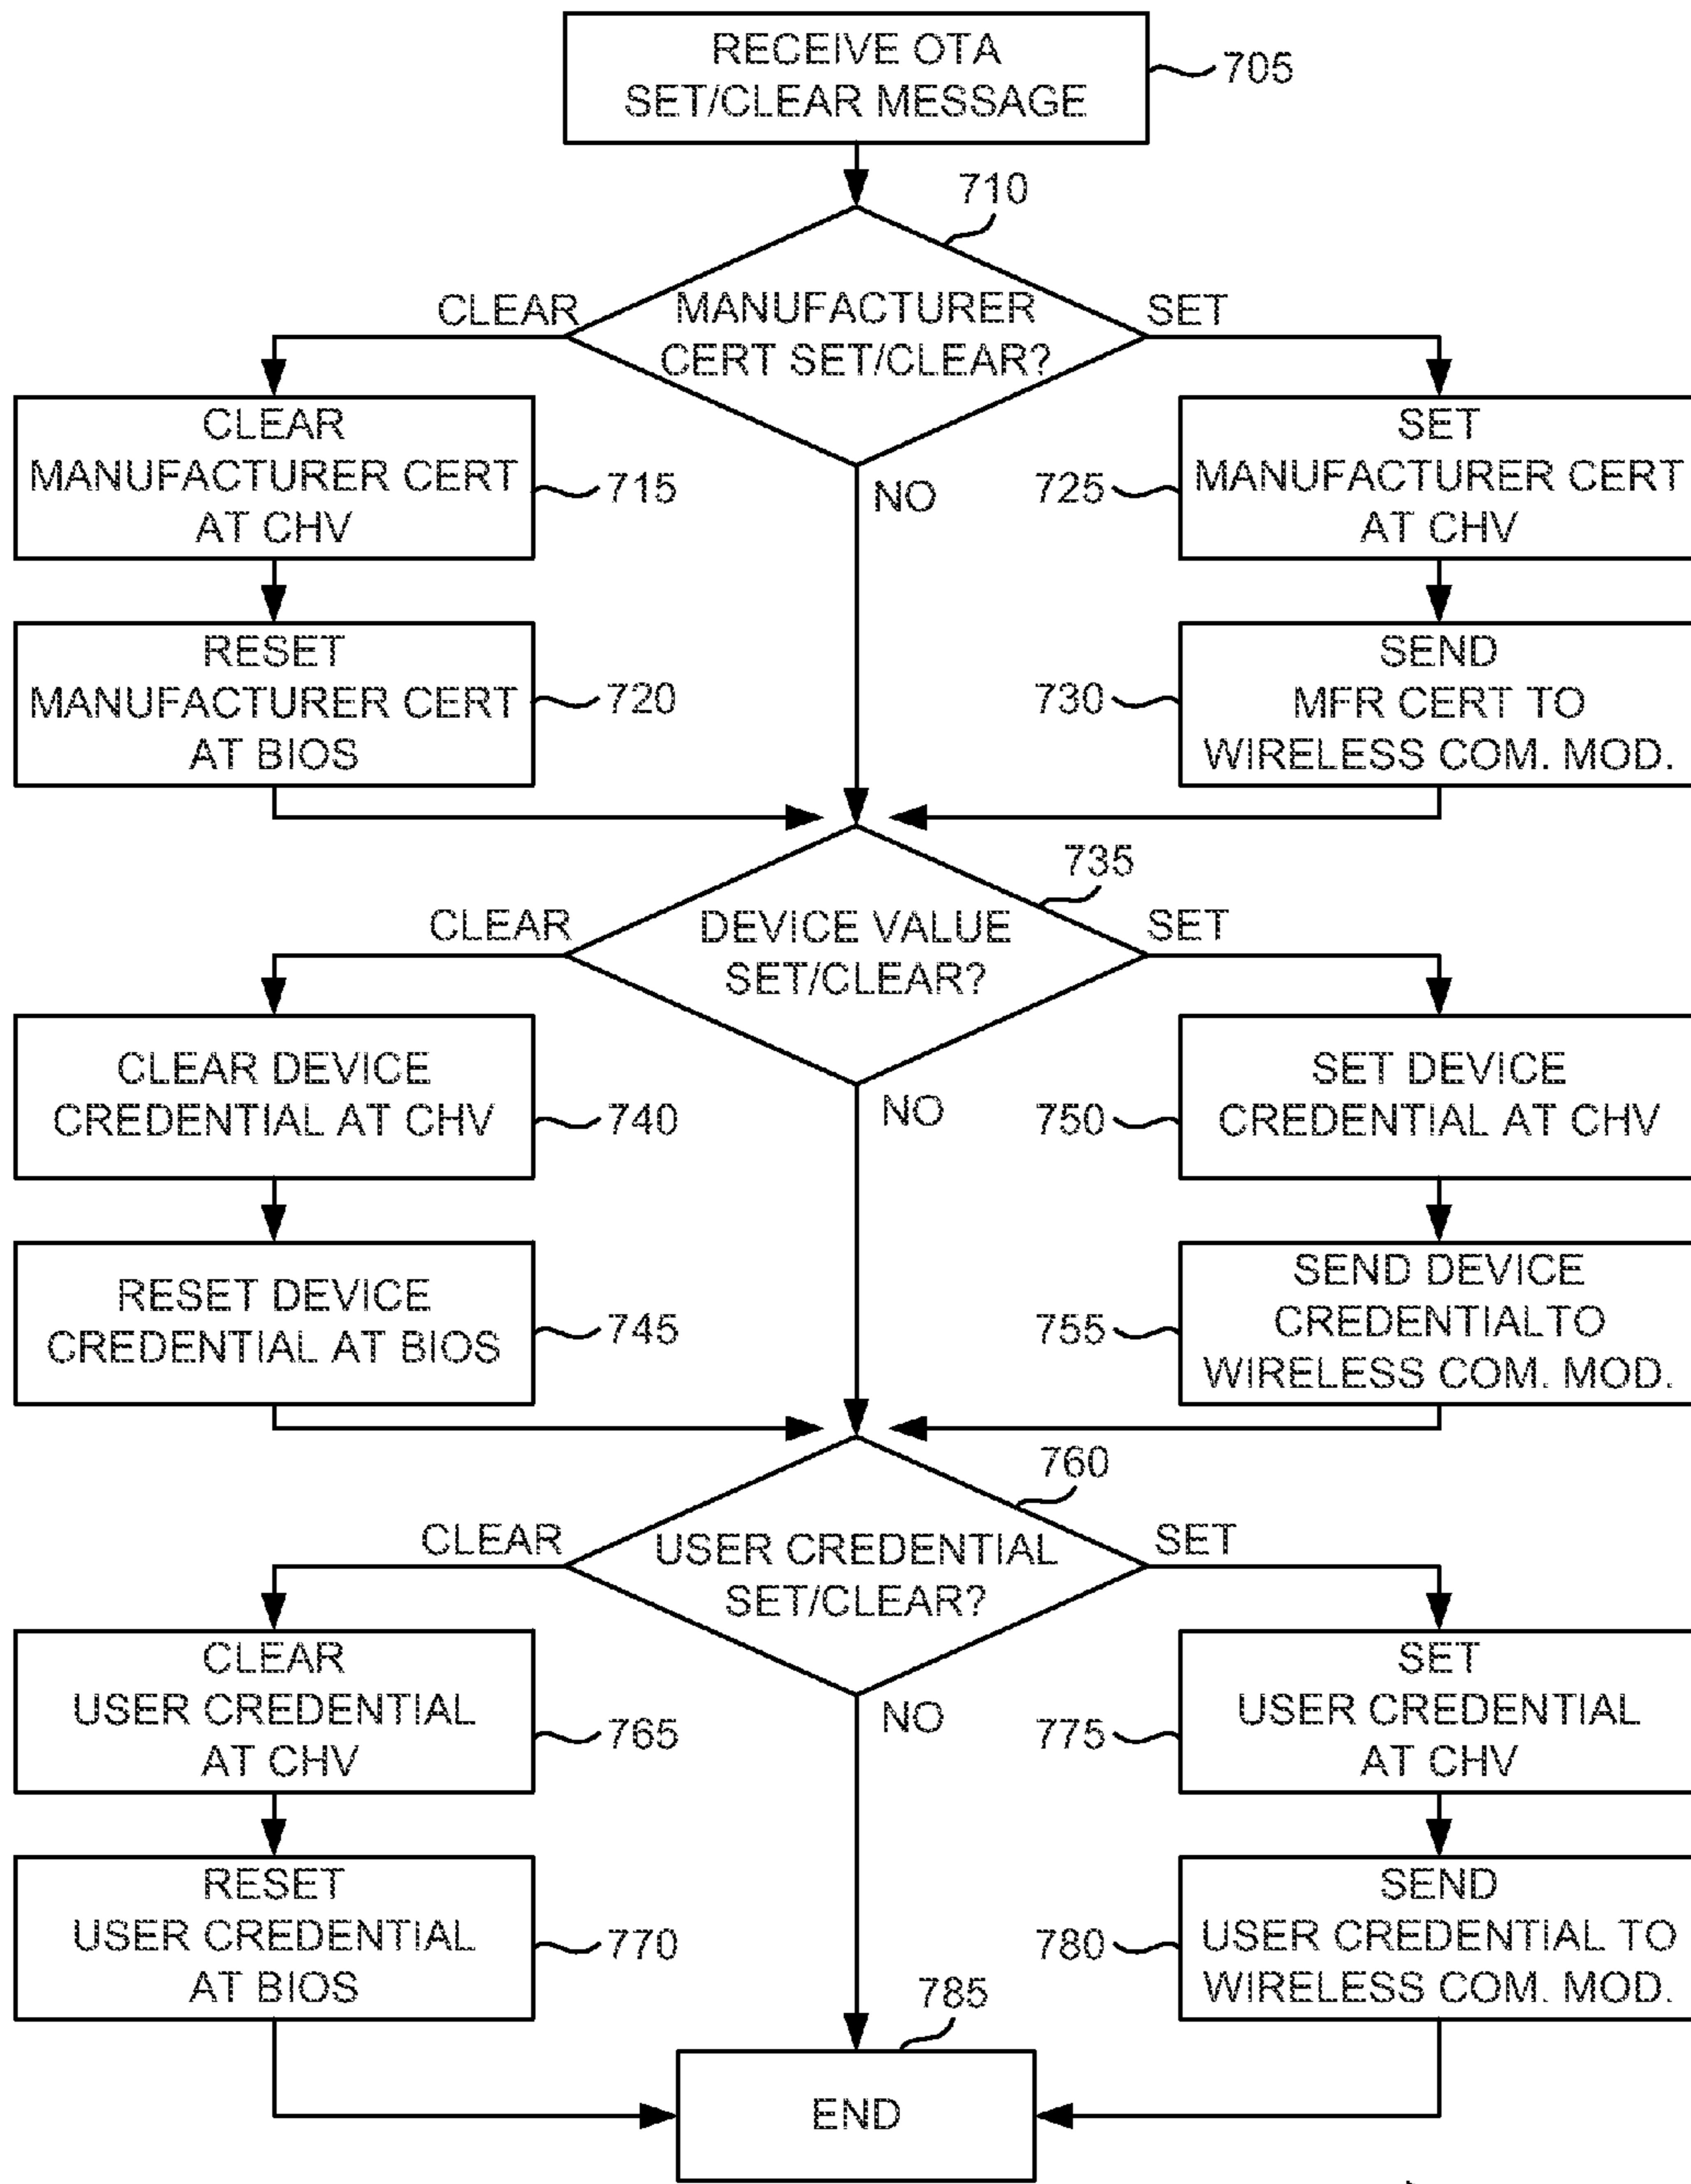 RECEIVE OTA
SET/CLEAR MESSAGE
705
710
MANUFACTURER
CERT SET/CLEAR?
CLEAR
SET
NO
CLEAR
MANUFACTURER CERT
AT CHV
715
725
SET
MANUFACTURER CERT
AT CHV
RESET
MANUFACTURER CERT
AT BIOS
720
730
SEND
MFR CERT TO
WIRELESS COM. MOD.
735
DEVICE VALUE
SET/CLEAR?
CLEAR
SET
NO
CLEAR DEVICE
CREDENTIAL AT CHV
740
750
SET DEVICE
CREDENTIAL AT CHV
RESET DEVICE
CREDENTIAL AT BIOS
745
755
SEND DEVICE
CREDENTIALTO
WIRELESS COM. MOD.
760
USER CREDENTIAL
SET/CLEAR?
CLEAR
SET
NO
CLEAR
USER CREDENTIAL
AT CHV
765
775
SET
USER CREDENTIAL
AT CHV
RESET
USER CREDENTIAL
AT BIOS
770
780
SEND
USER CREDENTIAL TO
WIRELESS COM. MOD.
785
END